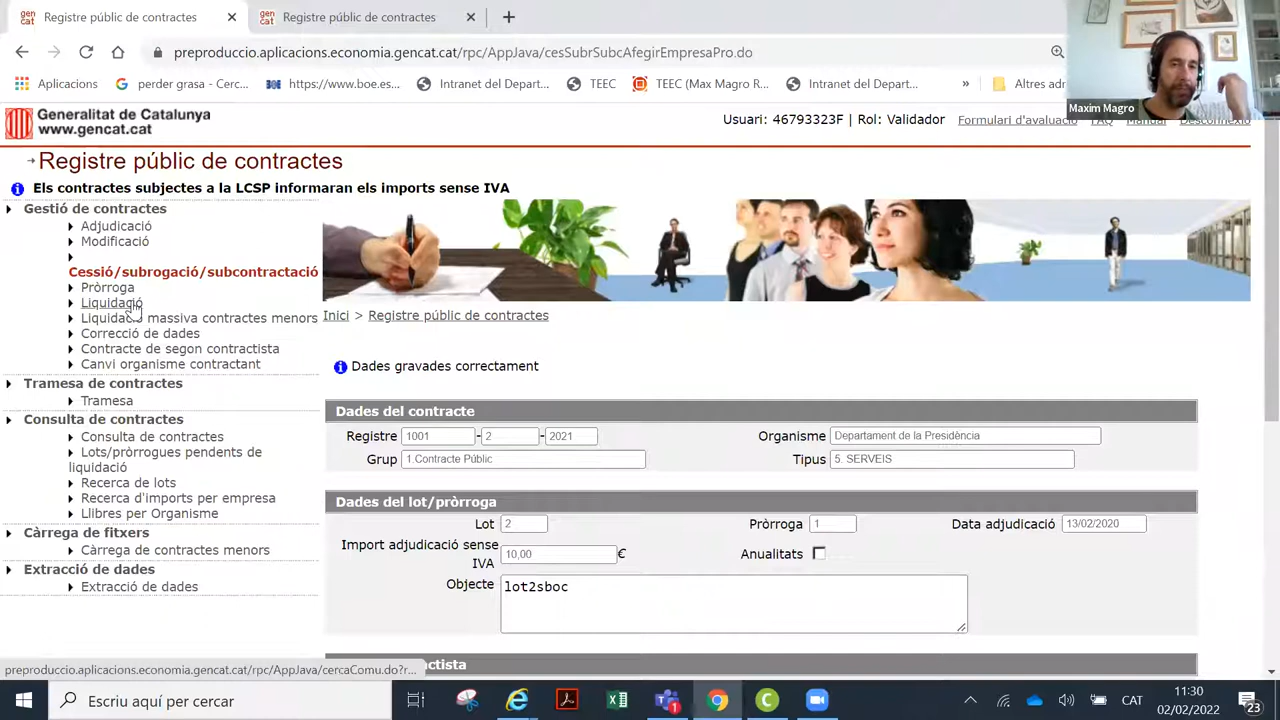 Registre públic de contractes
Registre públic de contractes
preproduccio.aplicacions.economia.gencat.cat/rpc/AppJava/cesSubrSubcAfegirEmpresaPro.do
Aplicacions
perder grasa - Cerc...
https://www.boe.es...
Intranet del Depart...
TEEC
TEEC (Max Magro R...
Intranet del Depart...
»
Altres adr
Maxim Magro
Generalitat de Catalunya
www.gencat.cat
Usuari: 46793323F | Rol: Validador
Formulari d'avaluació
FAQ
Manual
Desconnexió
Registre públic de contractes
Els contractes subjectes a la LCSP informaran els imports sense IVA
Gestió de contractes
Adjudicació
Modificació
Cessió/subrogació/subcontractació
Pròrroga
Liquidació
Liquidació massiva contractes menors
Correcció de dades
Contracte de segon contractista
Canvi organisme contractant
Tramesa de contractes
Tramesa
Consulta de contractes
Consulta de contractes
Lots/pròrrogues pendents de
liquidació
Recerca de lots
Recerca d'imports per empresa
Llibres per Organisme
Càrrega de fitxers
Càrrega de contractes menors
Extracció de dades
Extracció de dades
Inici > Registre públic de contractes
Dades gravades correctament
Dades del contracte
Registre 1001 - 2 - 2021
Organisme Departament de la Presidència
Grup 1.Contracte Públic
Tipus 5. SERVEIS
Dades del lot/pròrroga
Lot 2
Pròrroga 1
Data adjudicació 13/02/2020
Import adjudicació sense
IVA 10,00 €
Anualitats
Objecte lot2sboc
actista
preproduccio.aplicacions.economia.gencat.cat/rpc/AppJava/cercaComu.do?r...
Escriu aquí per cercar
CAT
11:30
02/02/2022
23